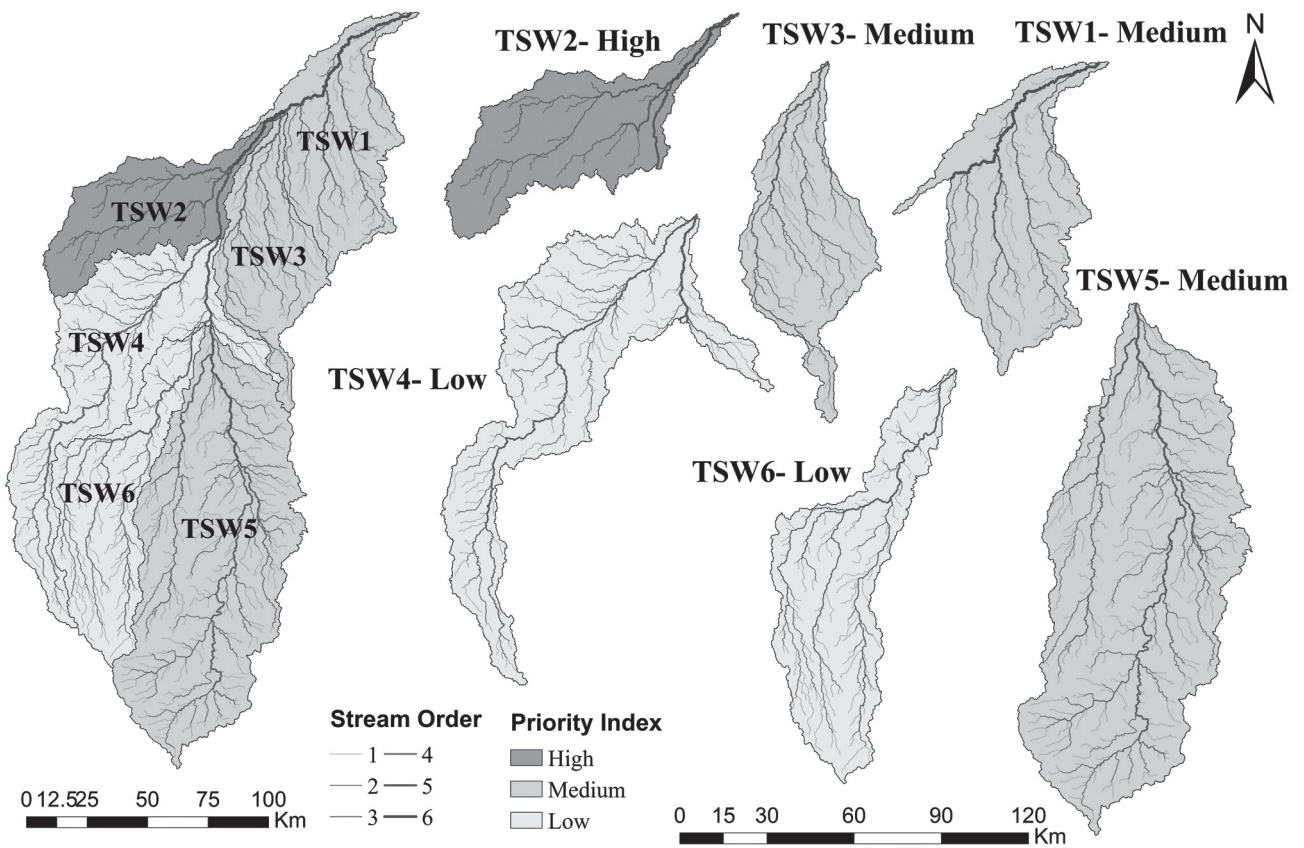 TSW2- High
TSW3- Medium
TSW1- Medium
N
TSW1
TSW2
TSW3
TSW5- Medium
TSW4
TSW4- Low
TSW6- Low
TSW6
TSW5
Stream Order
1 4
2 5
3 6
Priority Index
High
Medium
Low
0 12.525 50 75 100
Km
0 15 30 60 90 120
Km